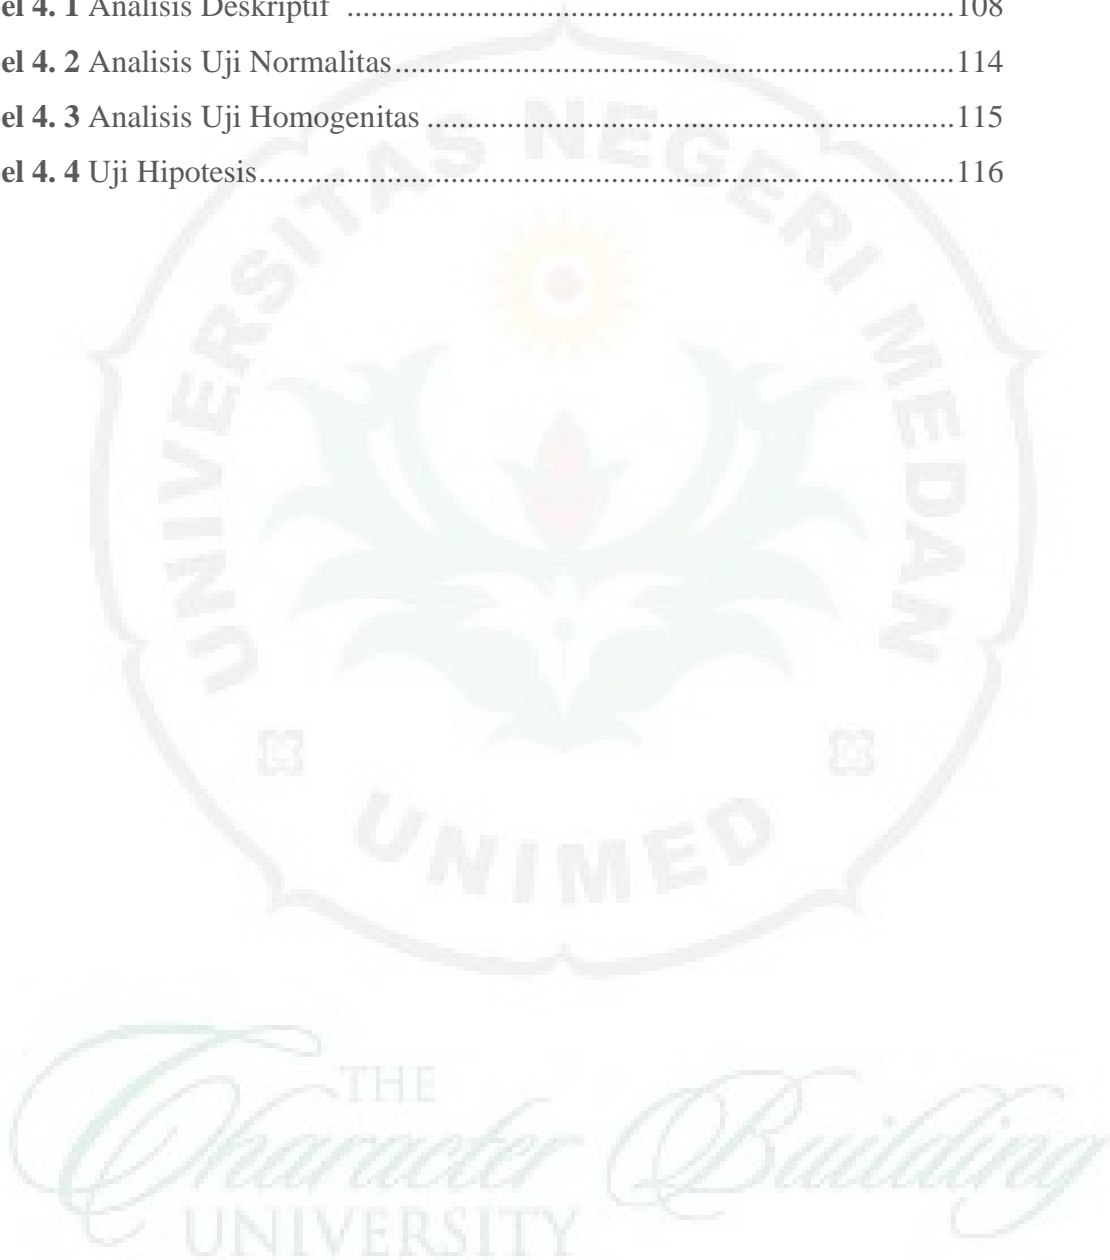 el 4. 1 Analisis Deskriptif ............................................................................108
el 4. 2 Analisis Uji Normalitas......................................................................114
el 4. 3 Analisis Uji Homogenitas ..................................................................115
el 4. 4 Uji Hipotesis.......................................................................................116
UNIVERSITAS NEGERI MEDAN
UNIMED
THE
Character Building
UNIVERSITY